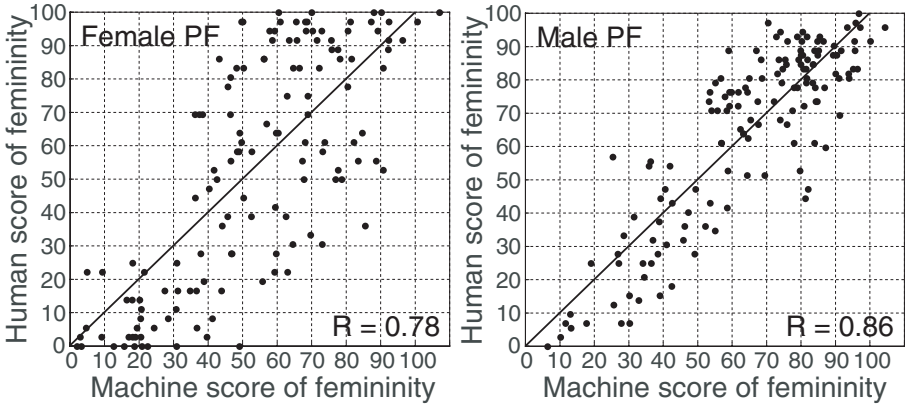 Female PF
Human score of femininity
100
90
80
70
60
50
40
30
20
10
0
R = 0.78
0 10 20 30 40 50 60 70 80 90 100
Machine score of femininity
Male PF
Human score of femininity
100
90
80
70
60
50
40
30
20
10
0
R = 0.86
0 10 20 30 40 50 60 70 80 90 100
Machine score of femininity